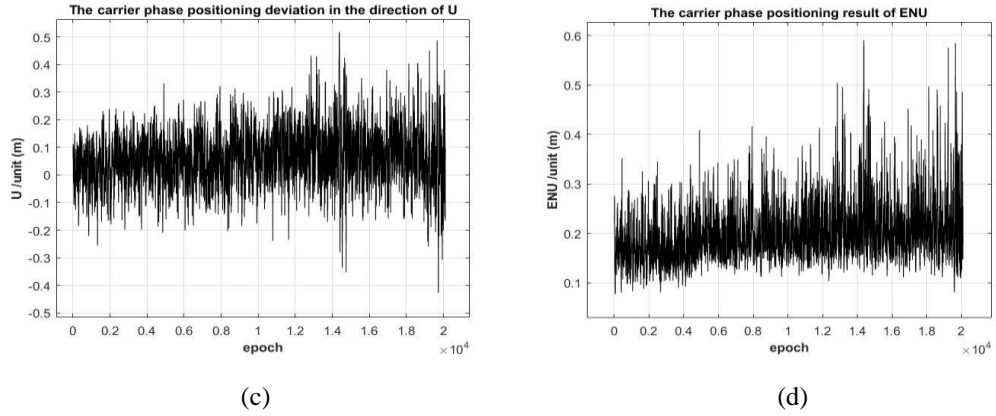 The carrier phase positioning deviation in the direction of U
0.5
0.4
0.3
0.2
0.1
0
-0.1
-0.2
-0.3
-0.4
-0.5
U /unit (m)
0 0.2 0.4 0.6 0.8 1 1.2 1.4 1.6 1.8 2
epoch
×10⁴
(c)
The carrier phase positioning result of ENU
0.6
0.5
0.4
0.3
0.2
0.1
ENU /unit (m)
0 0.2 0.4 0.6 0.8 1 1.2 1.4 1.6 1.8 2
epoch
×10⁴
(d)